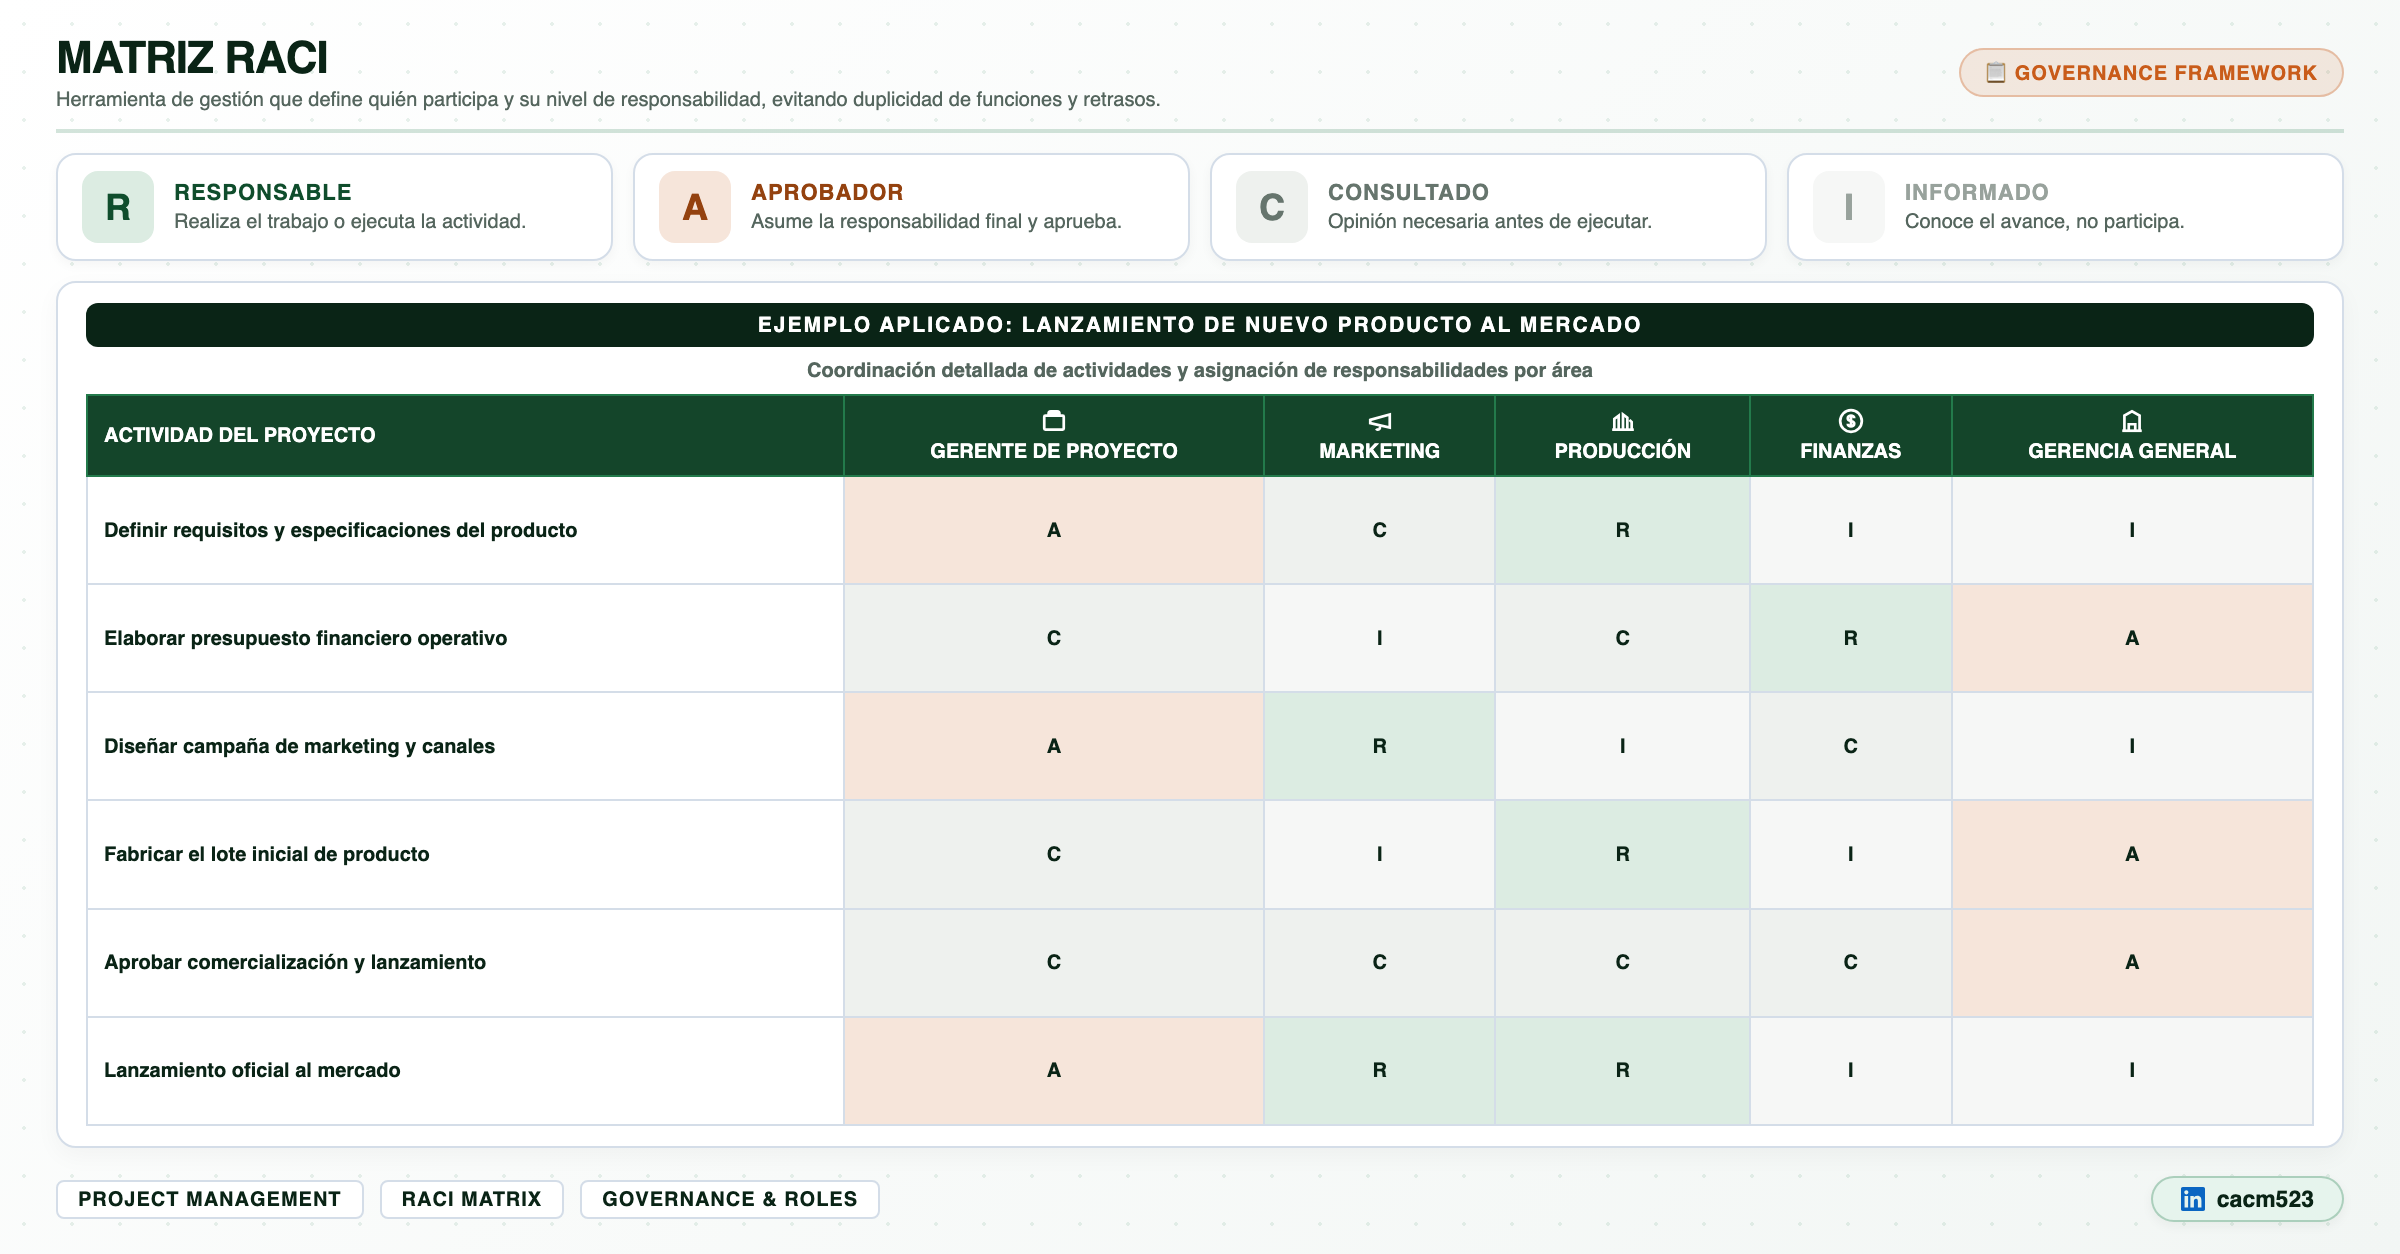 MATRIZ RACI
Herramienta de gestión que define quién participa y su nivel de responsabilidad, evitando duplicidad de funciones y retrasos.
GOVERNANCE FRAMEWORK
R
RESPONSABLE
Realiza el trabajo o ejecuta la actividad.
A
APROBADOR
Asume la responsabilidad final y aprueba.
C
CONSULTADO
Opinión necesaria antes de ejecutar.
I
INFORMADO
Conoce el avance, no participa.
EJEMPLO APLICADO: LANZAMIENTO DE NUEVO PRODUCTO AL MERCADO
Coordinación detallada de actividades y asignación de responsabilidades por área
ACTIVIDAD DEL PROYECTO GERENTE DE PROYECTO MARKETING PRODUCCIÓN FINANZAS GERENCIA GENERAL
Definir requisitos y especificaciones del producto A C R I I
Elaborar presupuesto financiero operativo C I C R A
Diseñar campaña de marketing y canales A R I C I
Fabricar el lote inicial de producto C I R I A
Aprobar comercialización y lanzamiento C C C C A
Lanzamiento oficial al mercado A R R I I
PROJECT MANAGEMENT RACI MATRIX GOVERNANCE & ROLES
in cacm523